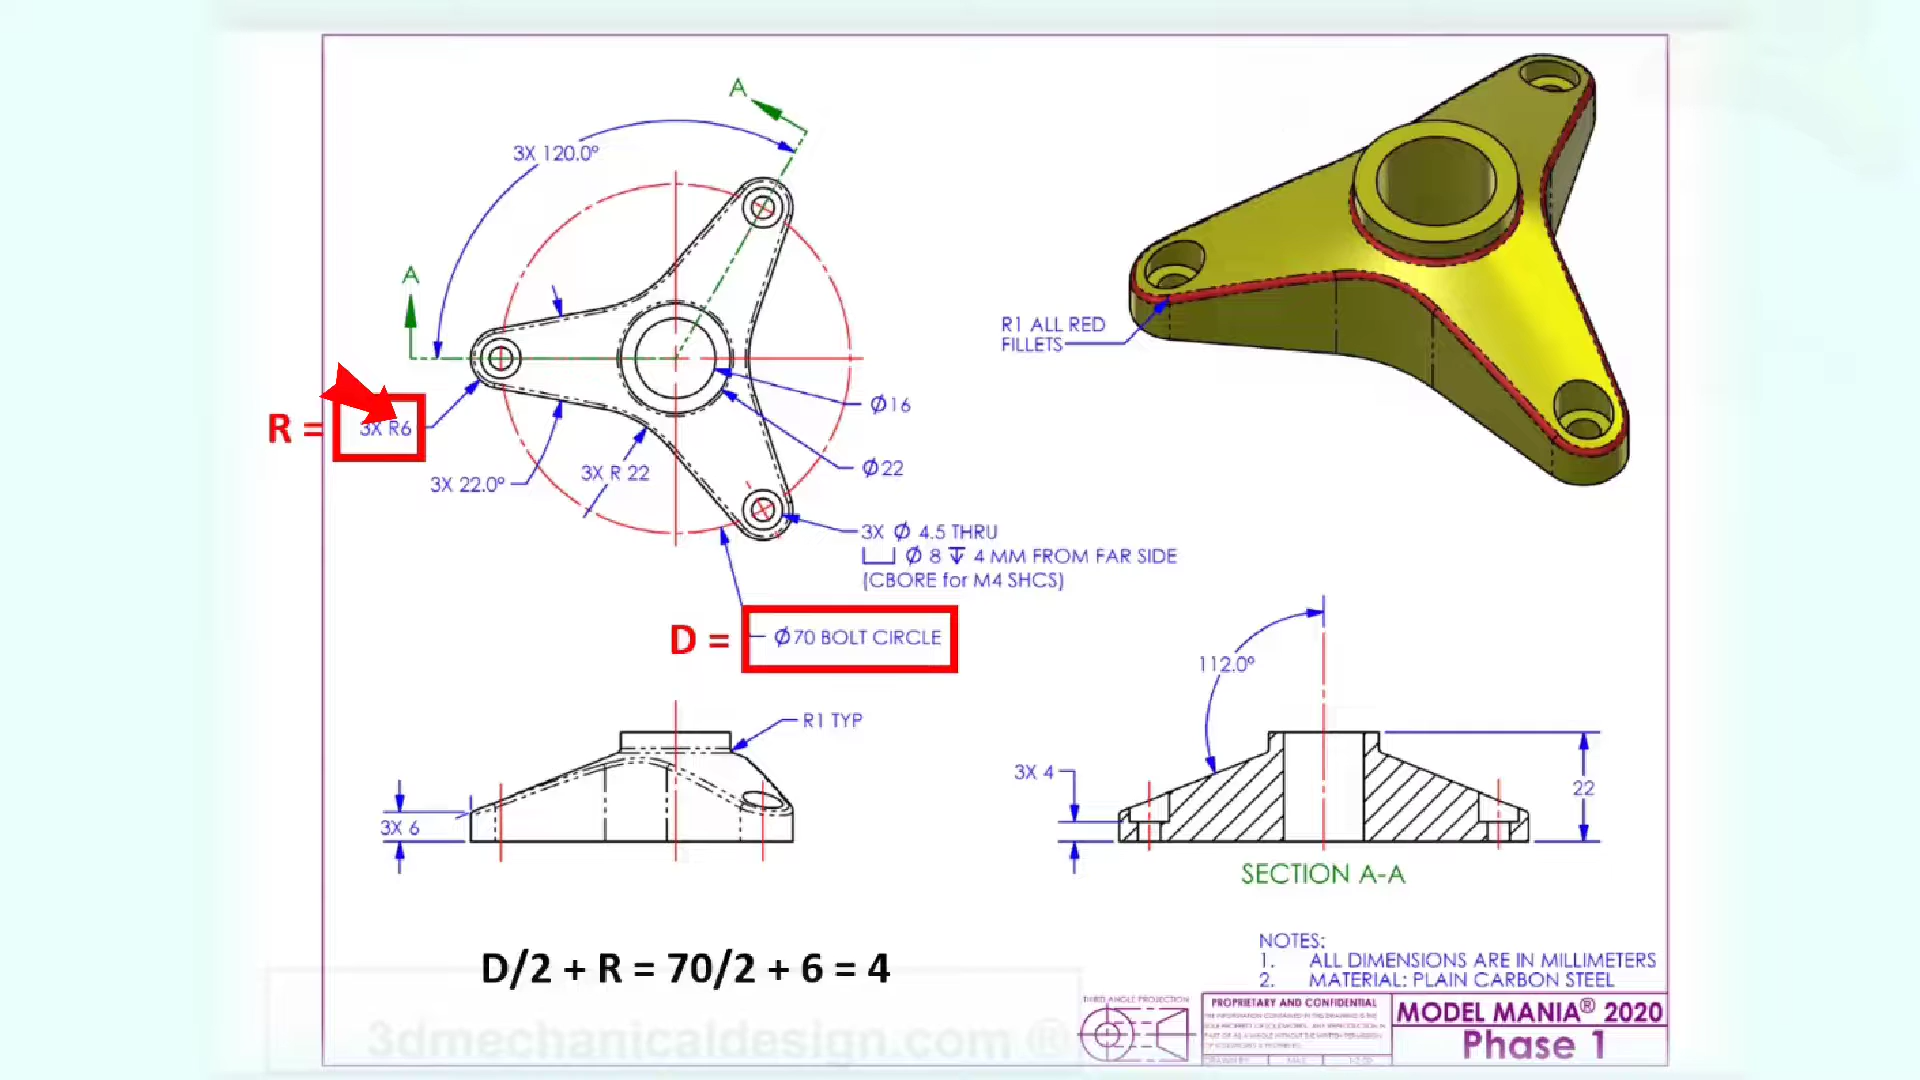 A
3X 120.0°
A
R1 ALL RED
FILLETS
Ø16
R = 3X R6
Ø22
3X 22.0°
3X R 22
3X Ø 4.5 THRU
⌴ Ø 8 ↧ 4 MM FROM FAR SIDE
(CBORE for M4 SHCS)
D = Ø70 BOLT CIRCLE
112.0°
R1 TYP
3X 4
22
3X 6
SECTION A-A
NOTES:
1. ALL DIMENSIONS ARE IN MILLIMETERS
2. MATERIAL: PLAIN CARBON STEEL
D/2 + R = 70/2 + 6 = 4
THIRD ANGLE PROJECTION
PROPRIETARY AND CONFIDENTIAL
MODEL MANIA® 2020
Phase 1
3dmechanicaldesign.com ®